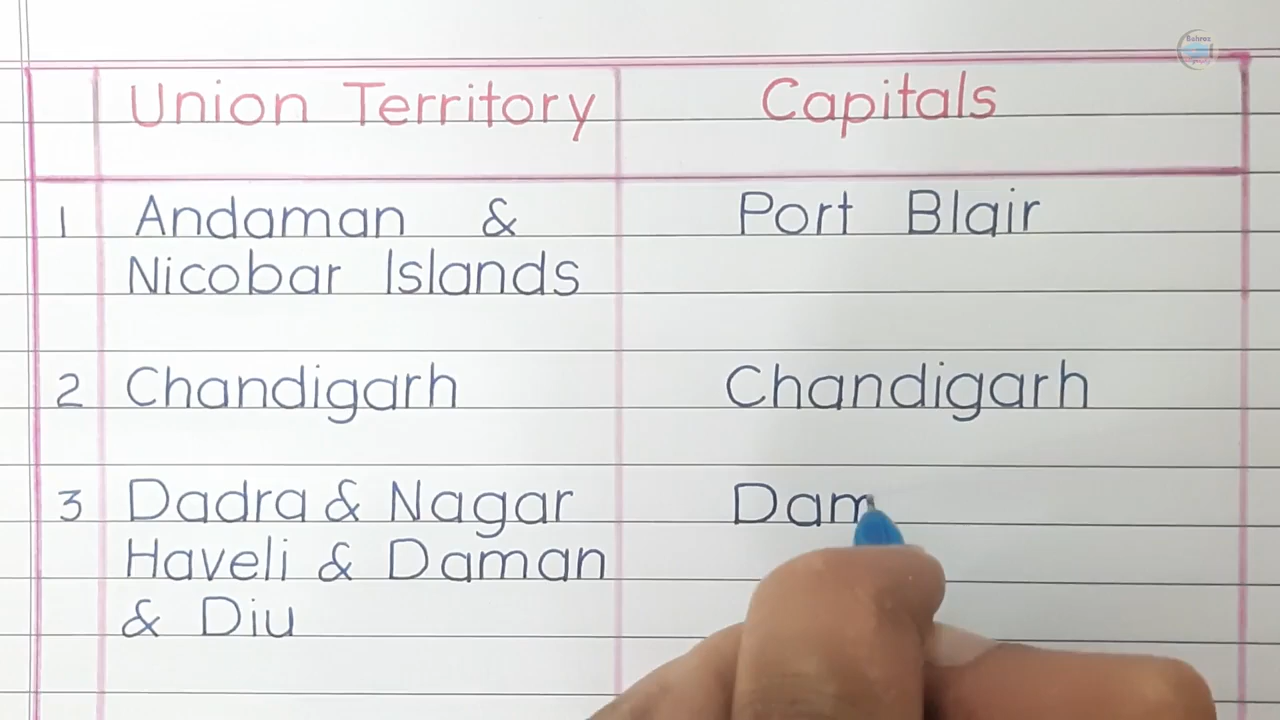 Bahroz
Union Territory Capitals
1 Andaman & Port Blair
Nicobar Islands
2 Chandigarh Chandigarh
3 Dadra & Nagar Dam
Haveli & Daman
& Diu